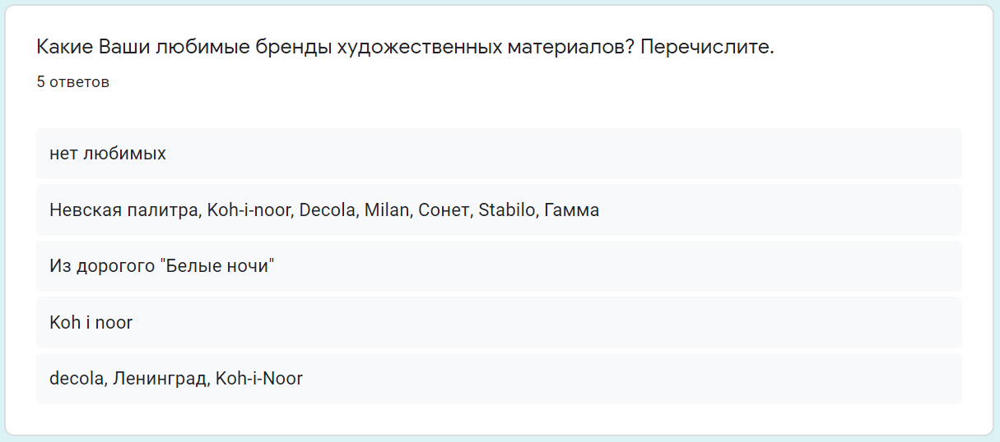 Какие Ваши любимые бренды художественных материалов? Перечислите.
5 ответов
нет любимых
Невская палитра, Koh-i-noor, Decola, Milan, Сонет, Stabilo, Гамма
Из дорогого "Белые ночи"
Koh i noor
decola, Ленинград, Koh-i-Noor